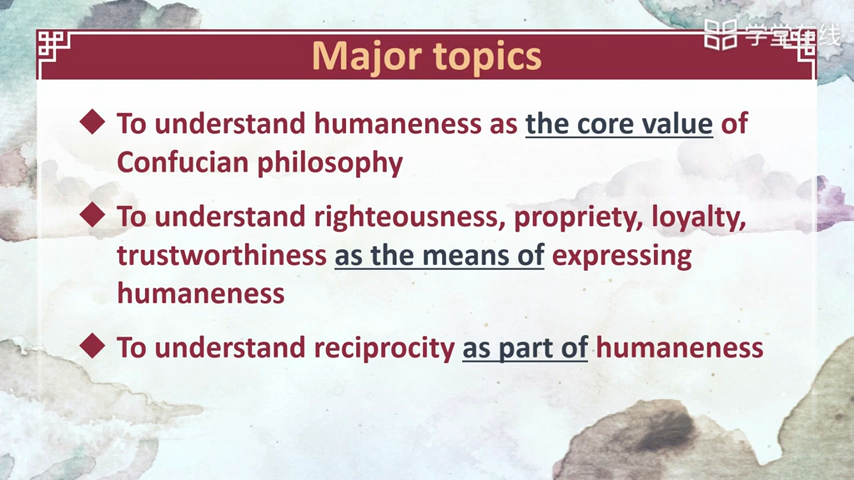 学堂在线
Major topics
To understand humaneness as the core value of
Confucian philosophy
To understand righteousness, propriety, loyalty,
trustworthiness as the means of expressing
humaneness
To understand reciprocity as part of humaneness